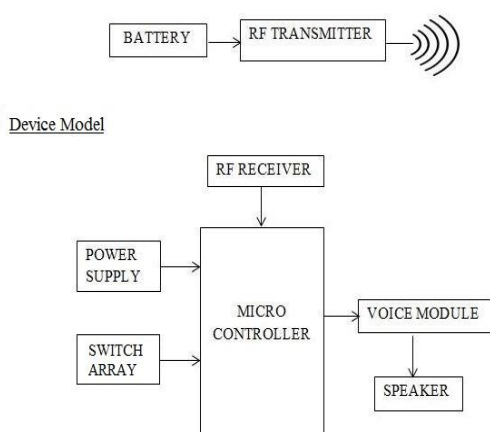 BATTERY
RF TRANSMITTER
Device Model
RF RECEIVER
POWER
SUPPLY
MICRO
CONTROLLER
VOICE MODULE
SWITCH
ARRAY
SPEAKER